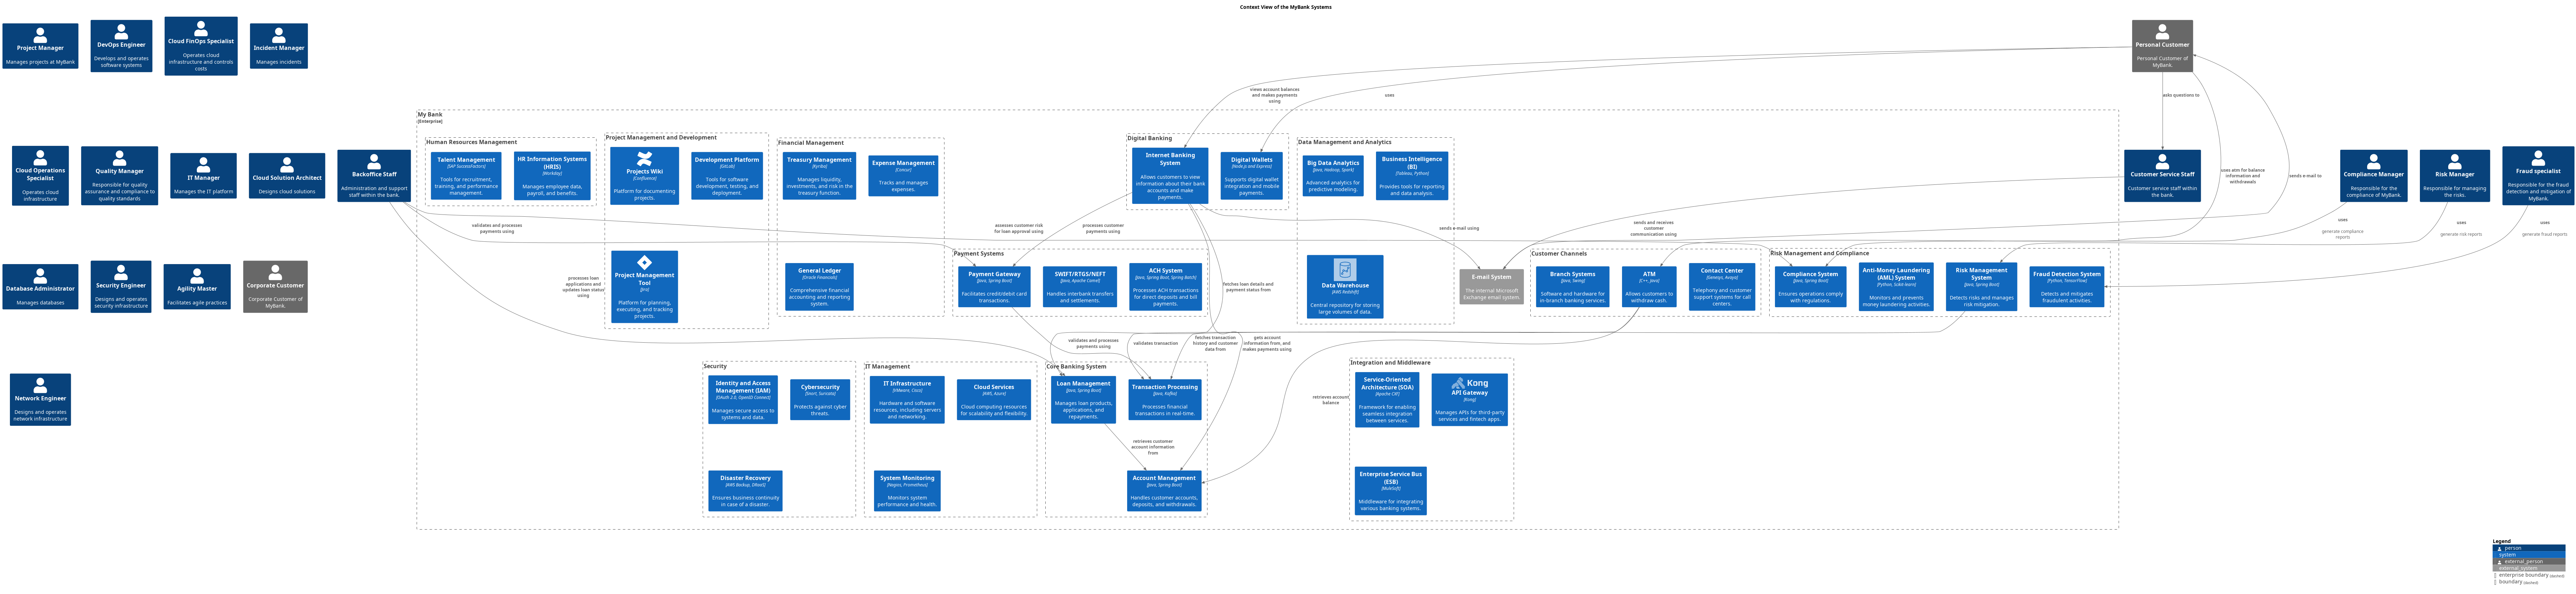 Context View of the MyBank Systems
Project Manager
Manages projects at MyBank
DevOps Engineer
Develops and operates
software systems
Cloud FinOps Specialist
Operates cloud
infrastructure and controls
costs
Incident Manager
Manages incidents
Personal Customer
Personal Customer of
MyBank.
views account balances
and makes payments
using
uses
asks questions to
uses atm for balance
information and
withdrawals
sends e-mail to
Cloud Operations
Specialist
Operates cloud
infrastructure
Quality Manager
Responsible for quality
assurance and compliance to
quality standards
IT Manager
Manages the IT platform
Cloud Solution Architect
Designs cloud solutions
Backoffice Staff
Administration and support
staff within the bank.
Customer Service Staff
Customer service staff within
the bank.
Compliance Manager
Responsible for the
compliance of MyBank.
Risk Manager
Responsible for managing
the risks.
Fraud specialist
Responsible for the fraud
detection and mitigation of
MyBank.
My Bank
[Enterprise]
Human Resources Management
Talent Management
[SAP SuccessFactors]
Tools for recruitment,
training, and performance
management.
HR Information Systems
(HRIS)
[Workday]
Manages employee data,
payroll, and benefits.
Project Management and Development
Projects Wiki
[Confluence]
Platform for documenting
projects.
Development Platform
[GitLab]
Tools for software
development, testing, and
deployment.
Project Management
Tool
[Jira]
Platform for planning,
executing, and tracking
projects.
Financial Management
Treasury Management
[Kyriba]
Manages liquidity,
investments, and risk in the
treasury function.
Expense Management
[Concur]
Tracks and manages
expenses.
General Ledger
[Oracle Financials]
Comprehensive financial
accounting and reporting
system.
Digital Banking
Internet Banking
System
Allows customers to view
information about their bank
accounts and make
payments.
Digital Wallets
[Node.js and Express]
Supports digital wallet
integration and mobile
payments.
Data Management and Analytics
Big Data Analytics
[Java, Hadoop, Spark]
Advanced analytics for
predictive modeling.
Business Intelligence
(BI)
[Tableau, Python]
Provides tools for reporting
and data analysis.
Data Warehouse
[AWS Redshift]
Central repository for storing
large volumes of data.
validates and processes
payments using
assesses customer risk
for loan approval using
processes customer
payments using
sends e-mail using
sends and receives
customer
communication using
uses
generate compliance
reports
uses
generate risk reports
uses
generate fraud reports
Database Administrator
Manages databases
Security Engineer
Designs and operates
security infrastructure
Agility Master
Facilitates agile practices
Corporate Customer
Corporate Customer of
MyBank.
processes loan
applications and
updates loan status
using
Payment Systems
Payment Gateway
[Java, Spring Boot]
Facilitates credit/debit card
transactions.
SWIFT/RTGS/NEFT
[Java, Apache Camel]
Handles interbank transfers
and settlements.
ACH System
[Java, Spring Boot, Spring Batch]
Processes ACH transactions
for direct deposits and bill
payments.
fetches loan details and
payment status from
E-mail System
The internal Microsoft
Exchange email system.
Customer Channels
Branch Systems
[Java, Swing]
Software and hardware for
in-branch banking services.
ATM
[C++, Java]
Allows customers to
withdraw cash.
Contact Center
[Genesys, Avaya]
Telephony and customer
support systems for call
centers.
Risk Management and Compliance
Compliance System
[Java, Spring Boot]
Ensures operations comply
with regulations.
Anti-Money Laundering
(AML) System
[Python, Scikit-learn]
Monitors and prevents
money laundering activities.
Risk Management
System
[Java, Spring Boot]
Detects risks and manages
risk mitigation.
Fraud Detection System
[Python, TensorFlow]
Detects and mitigates
fraudulent activities.
validates and processes
payments using
validates transaction
fetches transaction
history and customer
data from
gets account
information from, and
makes payments using
Network Engineer
Designs and operates
network infrastructure
Security
Identity and Access
Management (IAM)
[OAuth 2.0, OpenID Connect]
Manages secure access to
systems and data.
Cybersecurity
[Snort, Suricata]
Protects against cyber
threats.
Disaster Recovery
[AWS Backup, DRaaS]
Ensures business continuity
in case of a disaster.
IT Management
IT Infrastructure
[VMware, Cisco]
Hardware and software
resources, including servers
and networking.
Cloud Services
[AWS, Azure]
Cloud computing resources
for scalability and flexibility.
System Monitoring
[Nagios, Prometheus]
Monitors system
performance and health.
Core Banking System
Loan Management
[Java, Spring Boot]
Manages loan products,
applications, and
repayments.
Transaction Processing
[Java, Kafka]
Processes financial
transactions in real-time.
retrieves customer
account information
from
Account Management
[Java, Spring Boot]
Handles customer accounts,
deposits, and withdrawals.
retrieves account
balance
Integration and Middleware
Service-Oriented
Architecture (SOA)
[Apache CXF]
Framework for enabling
seamless integration
between services.
Kong
API Gateway
[Kong]
Manages APIs for third-party
services and fintech apps.
Enterprise Service Bus
(ESB)
[MuleSoft]
Middleware for integrating
various banking systems.
Legend
person
system
external_person
external_system
enterprise boundary (dashed)
boundary (dashed)